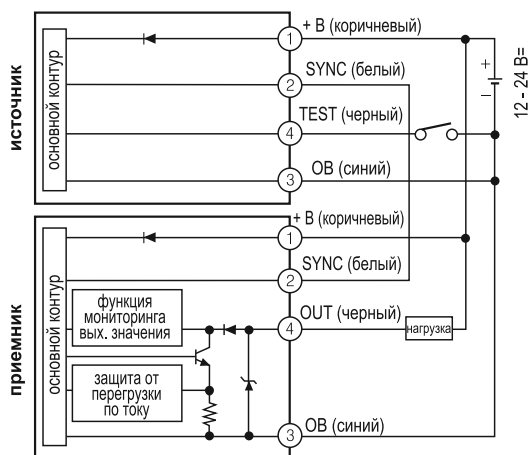 источник
основной контур
+ В (коричневый)
1
SYNC (белый)
2
TEST (черный)
4
0В (синий)
3
+
–
12 - 24 В=
приемник
основной контур
+ В (коричневый)
1
SYNC (белый)
2
функция
мониторинга
вых. значения
OUT (черный)
4
нагрузка
защита от
перегрузки
по току
0В (синий)
3